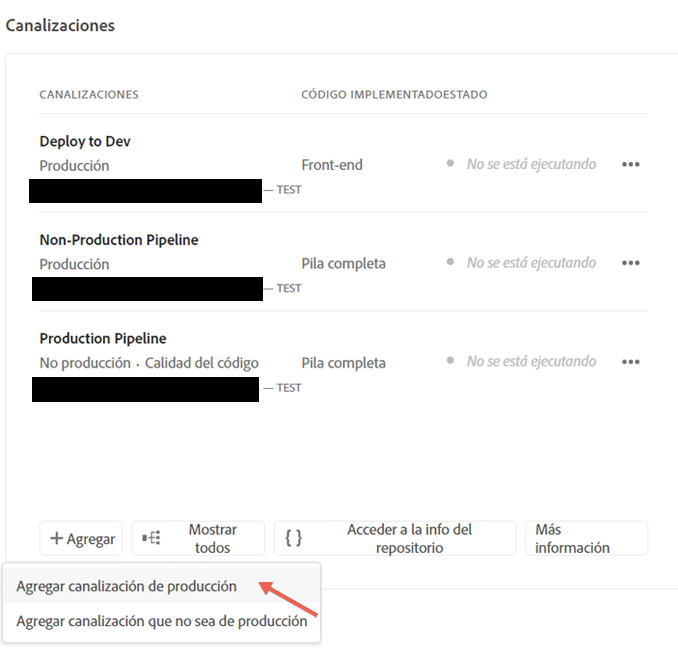 Canalizaciones
CANALIZACIONES CÓDIGO IMPLEMENTADOESTADO
Deploy to Dev
Producción Front-end No se está ejecutando
— TEST
Non-Production Pipeline
Producción Pila completa No se está ejecutando
— TEST
Production Pipeline
No producción · Calidad del código Pila completa No se está ejecutando
— TEST
+ Agregar
Mostrar
todos
{ } Acceder a la info del
repositorio
Más
información
Agregar canalización de producción
Agregar canalización que no sea de producción